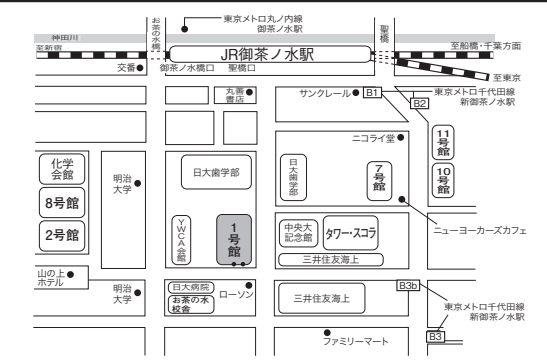 東京メトロ丸ノ内線
御茶ノ水駅
お茶の水橋
聖橋
神田川
至新宿
JR御茶ノ水駅
至船橋・千葉方面
至東京
交番
御茶ノ水橋口
聖橋口
丸善
書店
サンクレール
B1
B2
東京メトロ千代田線
新御茶ノ水駅
ニコライ堂
11号館
10号館
化学
会館
8号館
2号館
明治
大学
日大歯学部
日大歯学部
7号館
ニューヨーカーズカフェ
YWCA会館
1号館
中央大
記念館
タワー・スコラ
三井住友海上
山の上
ホテル
明治
大学
日大病院
お茶の水
校舎
ローソン
三井住友海上
B3b
東京メトロ千代田線
新御茶ノ水駅
B3
ファミリーマート